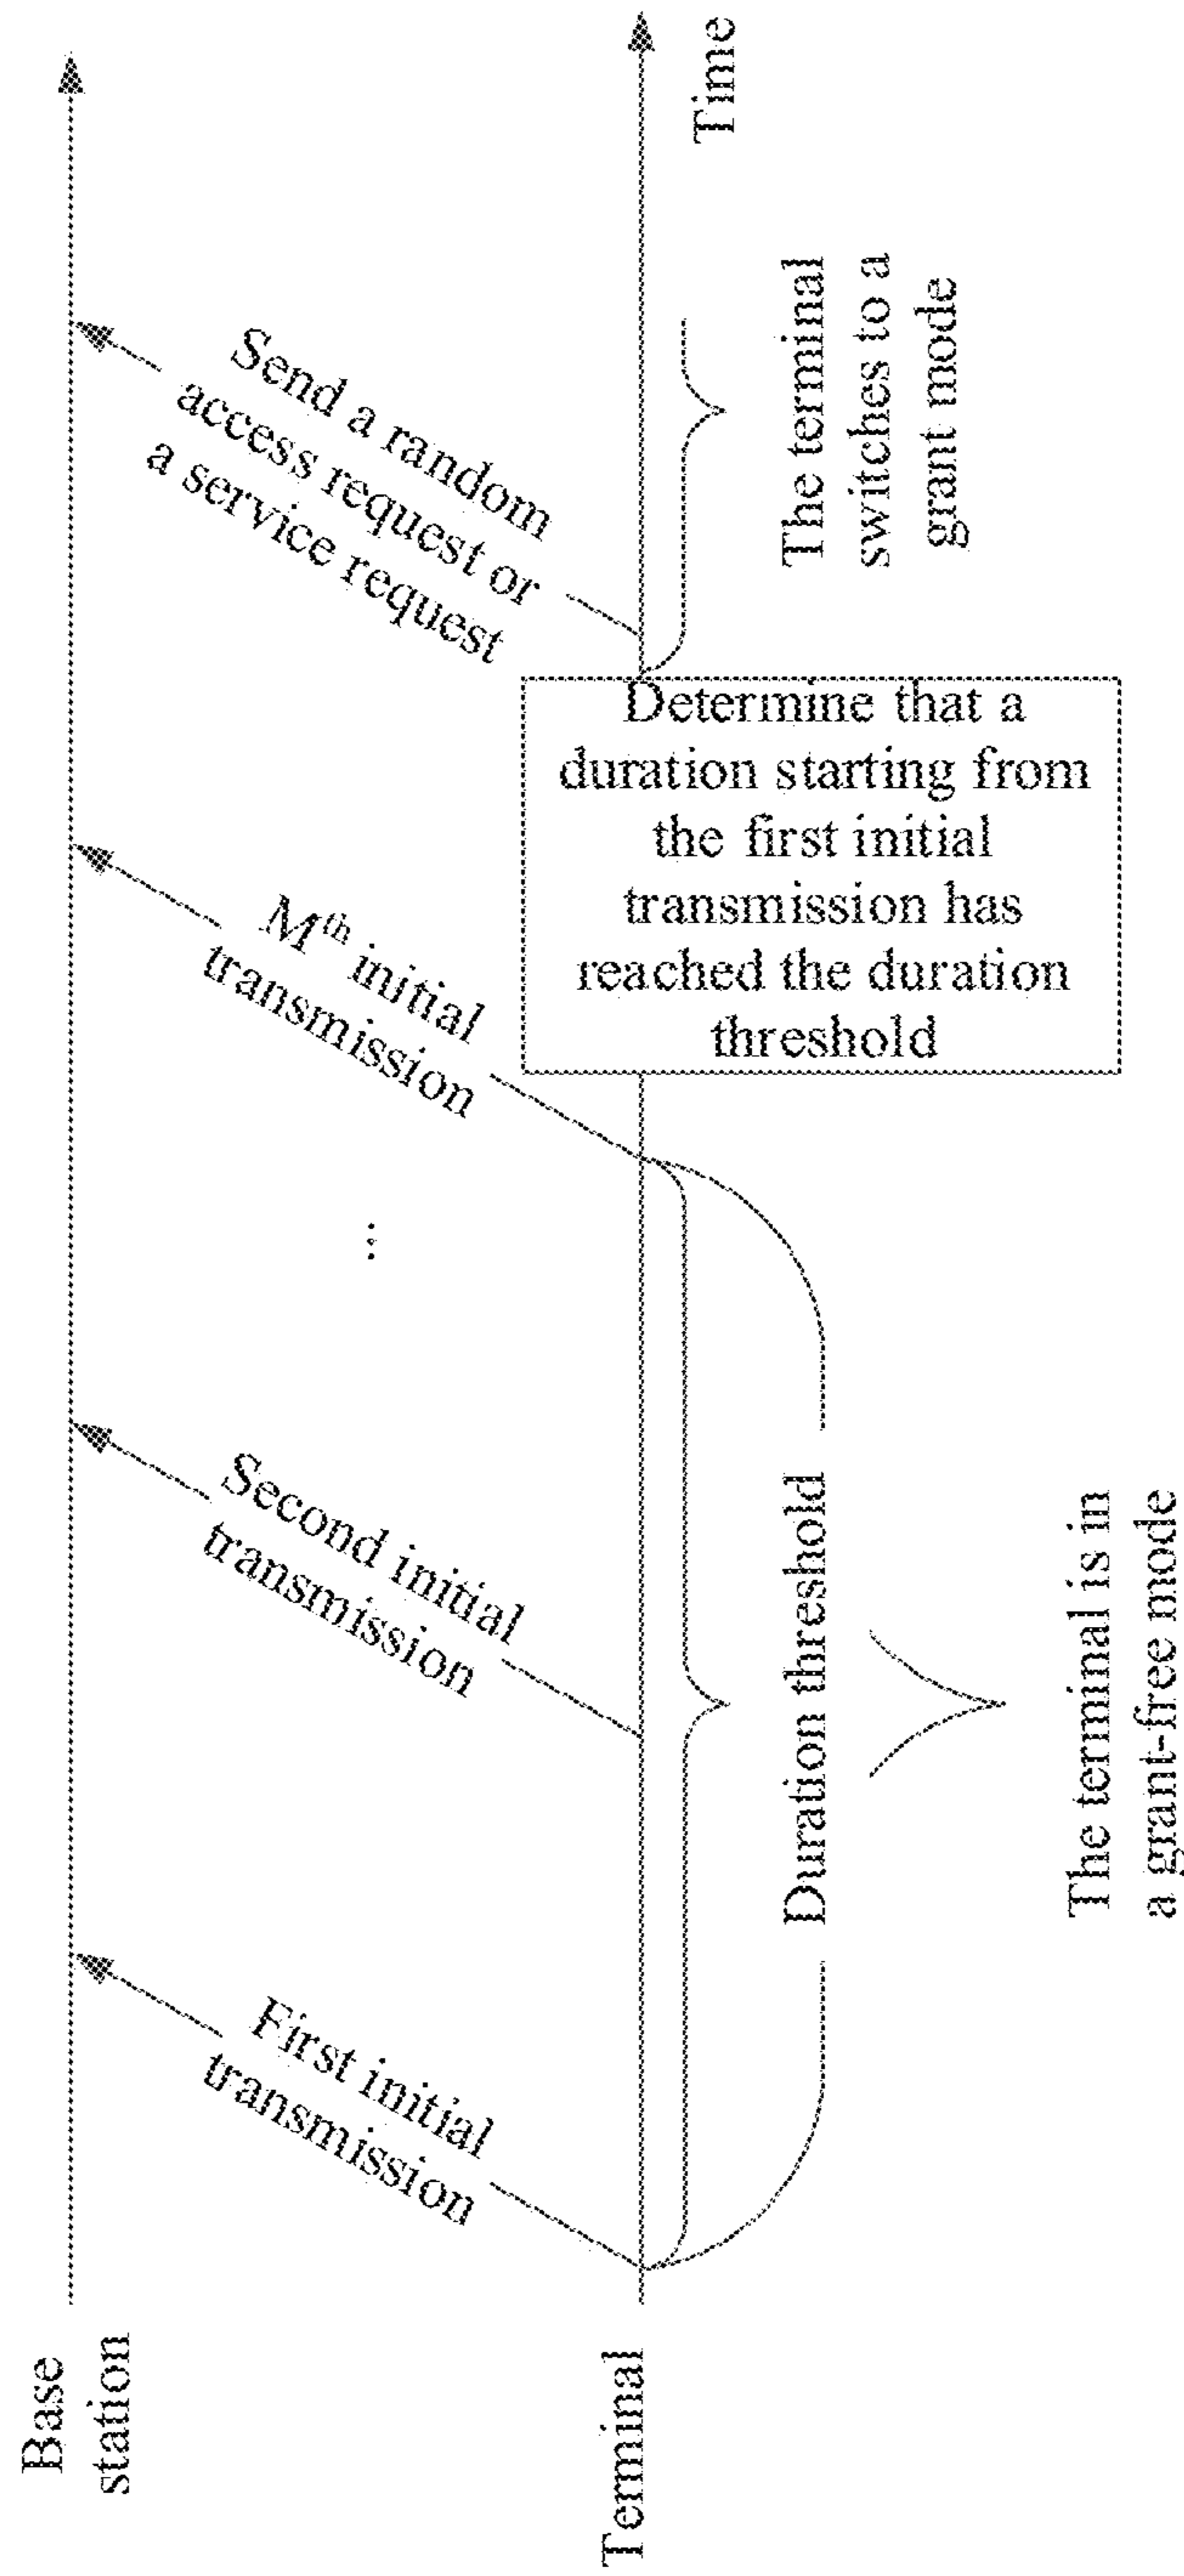 Base
station
Terminal
First initial
transmission
Second initial
transmission
...
Mth initial
transmission
Send a random
access request or
a service request
Determine that a
duration starting from
the first initial
transmission has
reached the duration
threshold
Duration threshold
The terminal is in
a grant-free mode
The terminal
switches to a
grant mode
Time